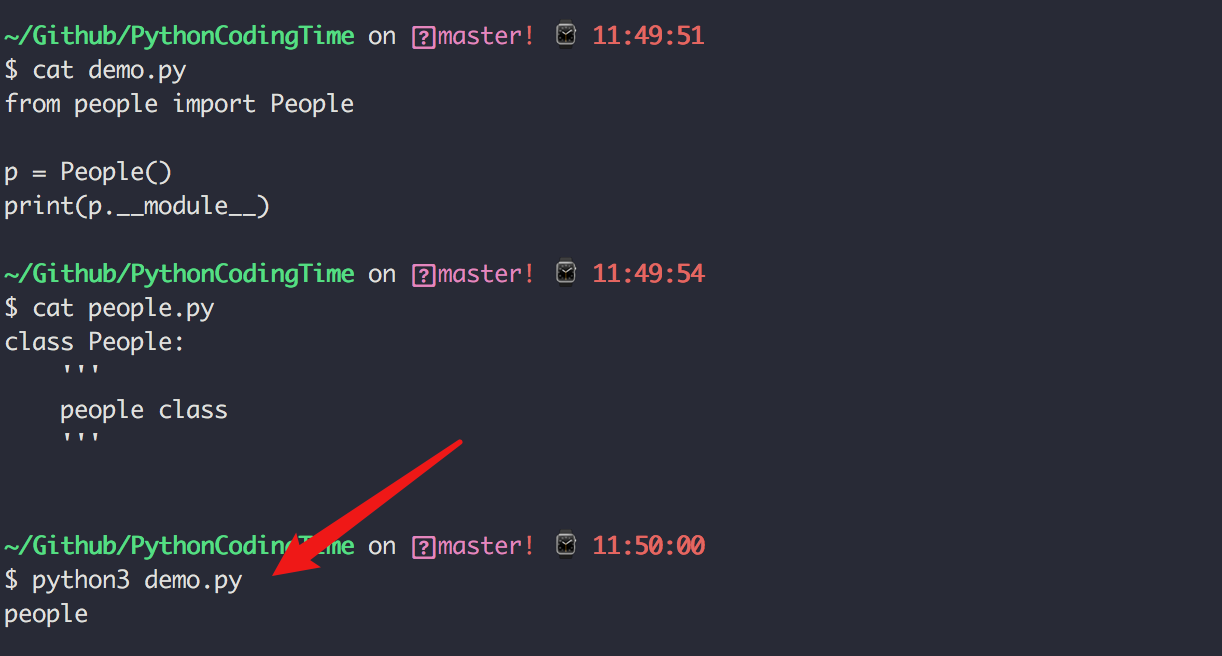 ~/Github/PythonCodingTime on ?master! ⌚ 11:49:51
$ cat demo.py
from people import People
p = People()
print(p.__module__)
~/Github/PythonCodingTime on ?master! ⌚ 11:49:54
$ cat people.py
class People:
    '''
    people class
    '''
~/Github/PythonCodingTime on ?master! ⌚ 11:50:00
$ python3 demo.py
people